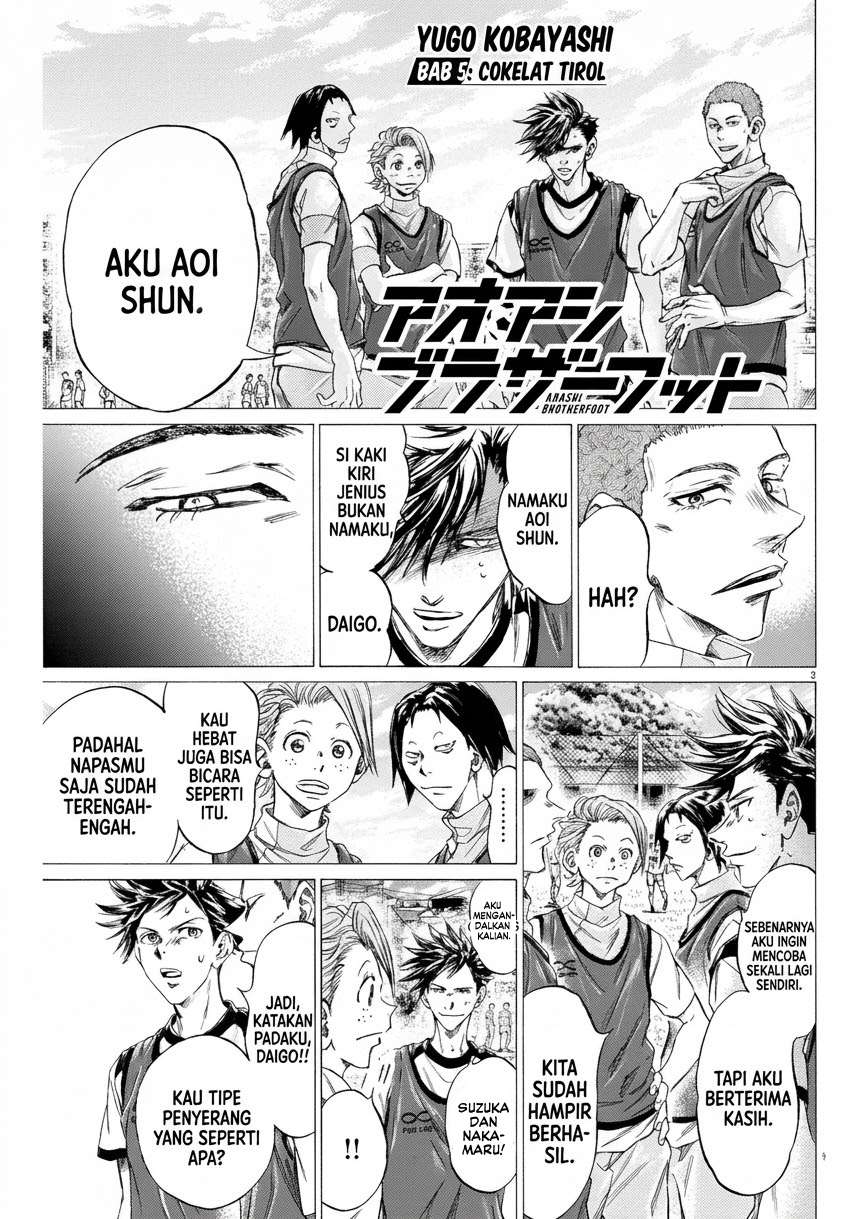 YUGO KOBAYASHI
BAB 5: COKELAT TIROL
AKU AOI
SHUN.
アオアシ
ブラザーフット
BROTHERFOOT
HAH?
NAMAKU
AOI
SHUN.
SI KAKI
KIRI
JENIUS
BUKAN
NAMAKU,
DAIGO.
3
SEBENARNYA
AKU INGIN
MENCOBA
SEKALI LAGI
SENDIRI.
TAPI AKU
BERTERIMA
KASIH.
KITA
SUDAH
HAMPIR
BERHA-
SIL.
………
KAU
HEBAT
JUGA BISA
BICARA
SEPERTI
ITU.
PADAHAL
NAPASMU
SAJA SUDAH
TERENGAH-
ENGAH.
AKU
MENGAN-
DALKAN
KALIAN.
SUZUKA
DAN
NAKA-
MARU!
!!
JADI,
KATAKAN
PADAKU,
DAIGO!!
KAU TIPE
PENYERANG
YANG SEPERTI
APA?
4